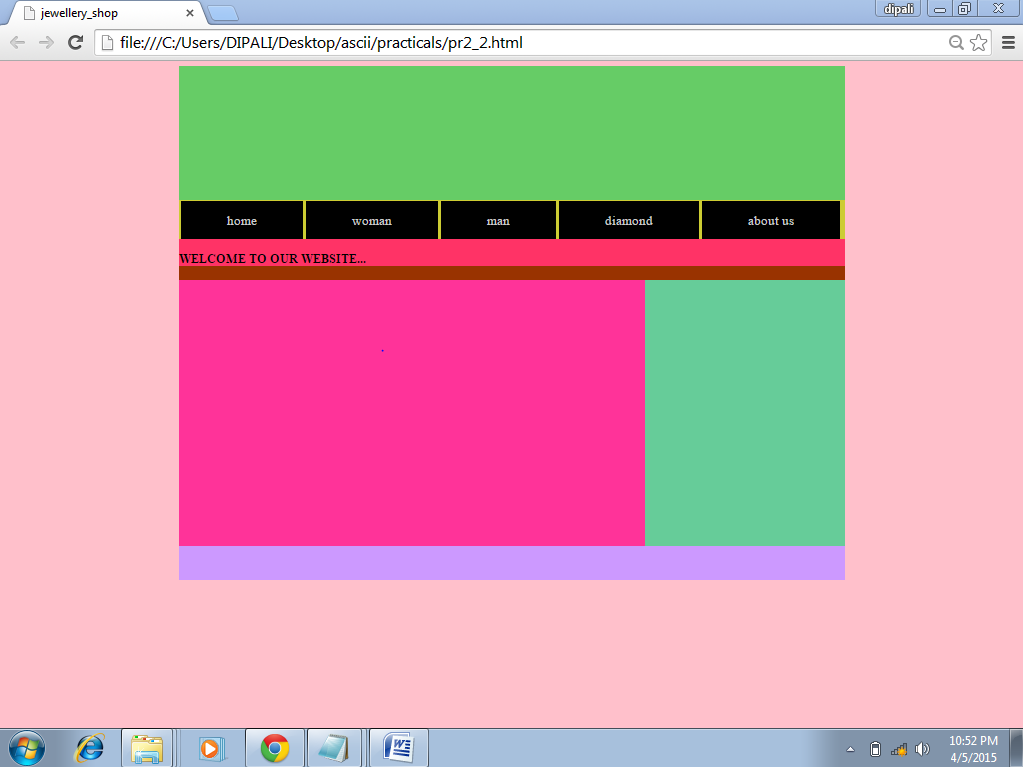 jewellery_shop
dipali
file:///C:/Users/DIPALI/Desktop/ascii/practicals/pr2_2.html
home woman man diamond about us
WELCOME TO OUR WEBSITE...
10:52 PM
4/5/2015